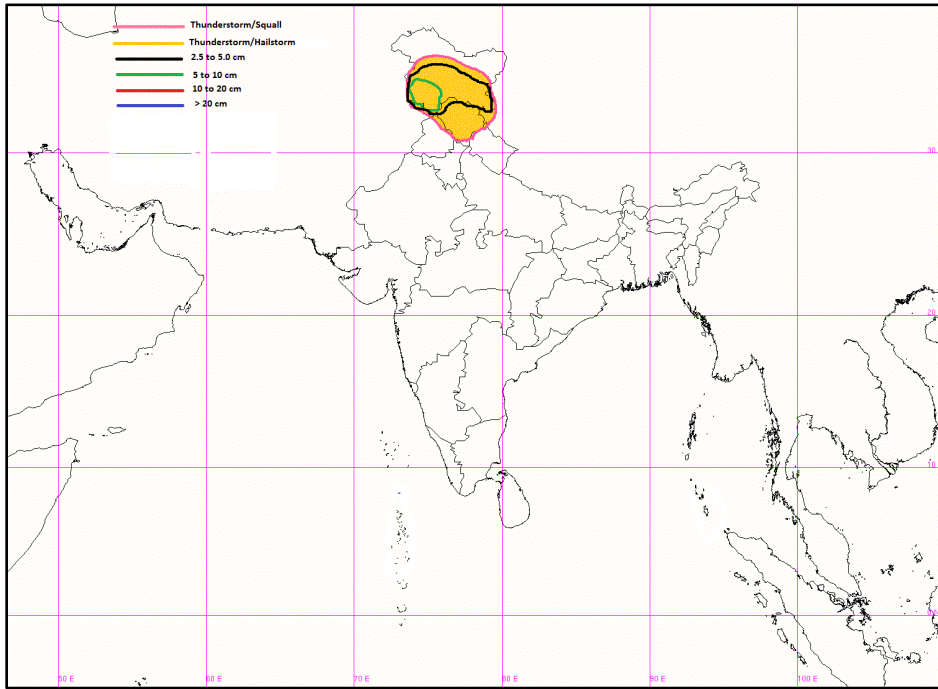 Thunderstorm/Squall
Thunderstorm/Hailstorm
2.5 to 5.0 cm
5 to 10 cm
10 to 20 cm
> 20 cm
30
20
10
60 E
70 E
80 E
90 E
100 E